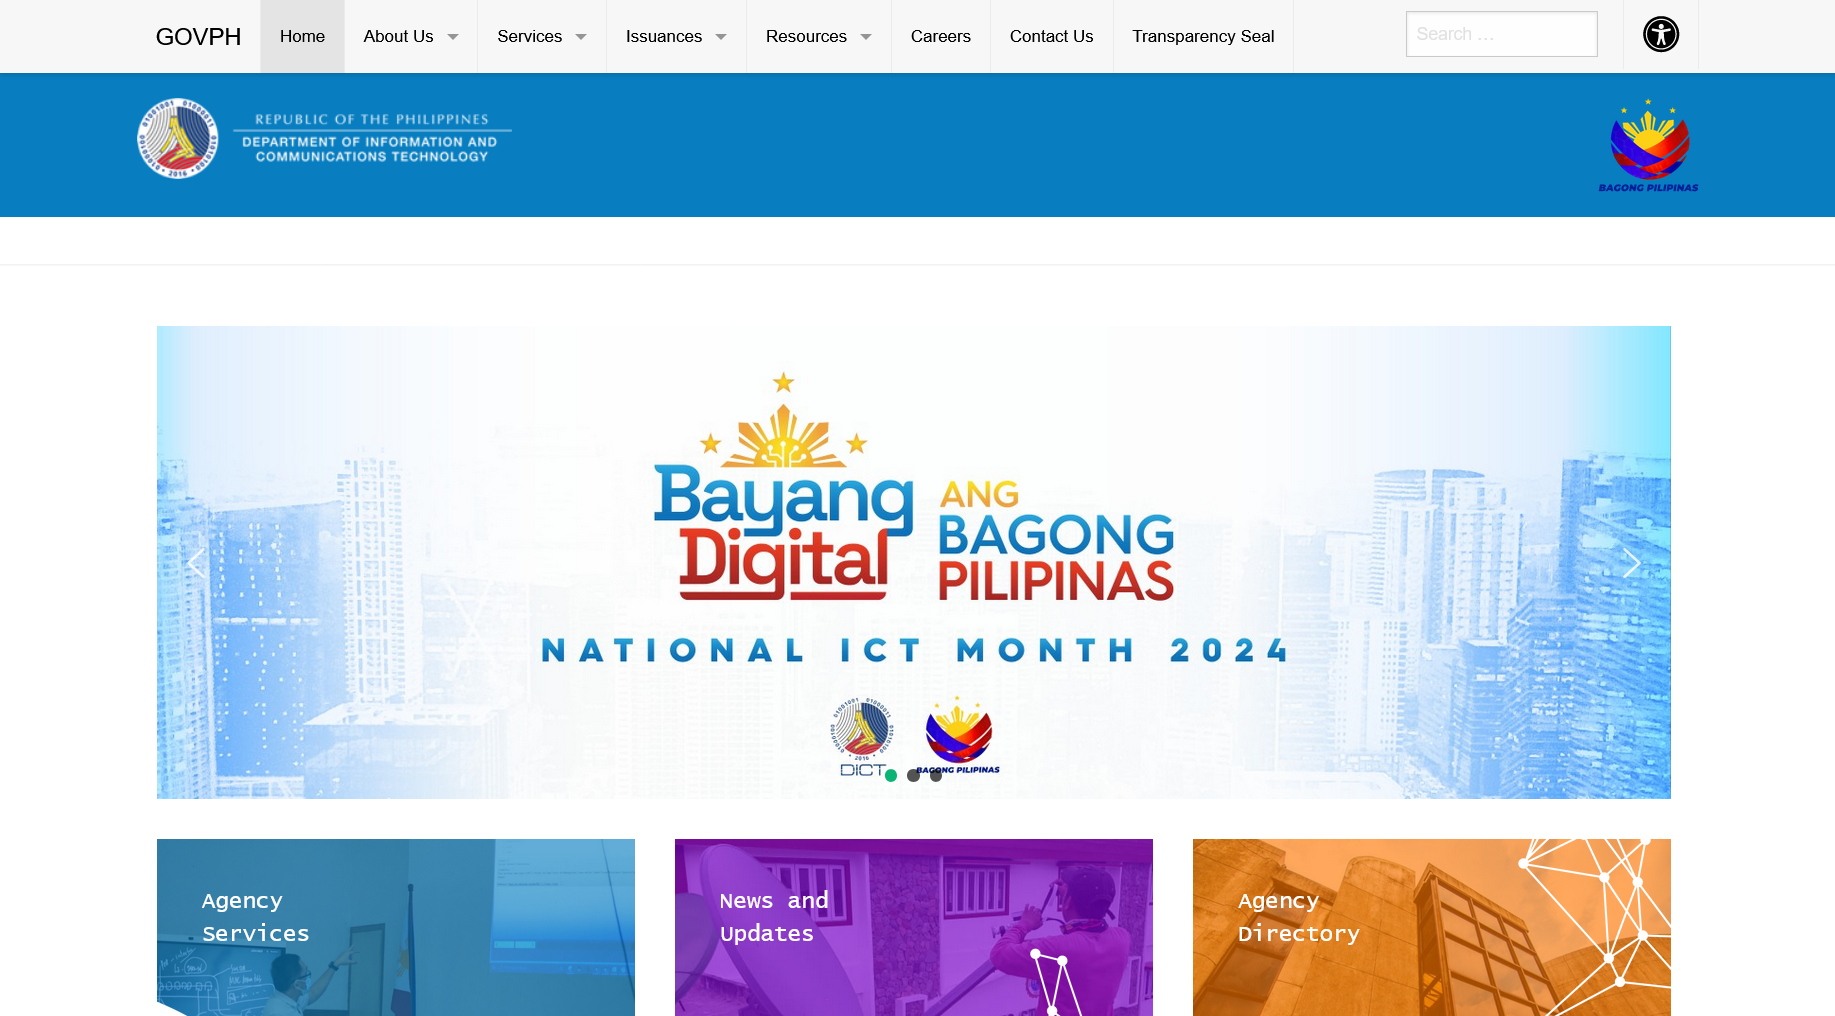 GOVPH
Home
About Us
Services
Issuances
Resources
Careers
Contact Us
Transparency Seal
Search ...
REPUBLIC OF THE PHILIPPINES
DEPARTMENT OF INFORMATION AND
COMMUNICATIONS TECHNOLOGY
2016
BAGONG PILIPINAS
Bayang
Digital
ANG
BAGONG
PILIPINAS
NATIONAL ICT MONTH 2024
2016
DICT
BAGONG PILIPINAS
Agency
Services
News and
Updates
Agency
Directory